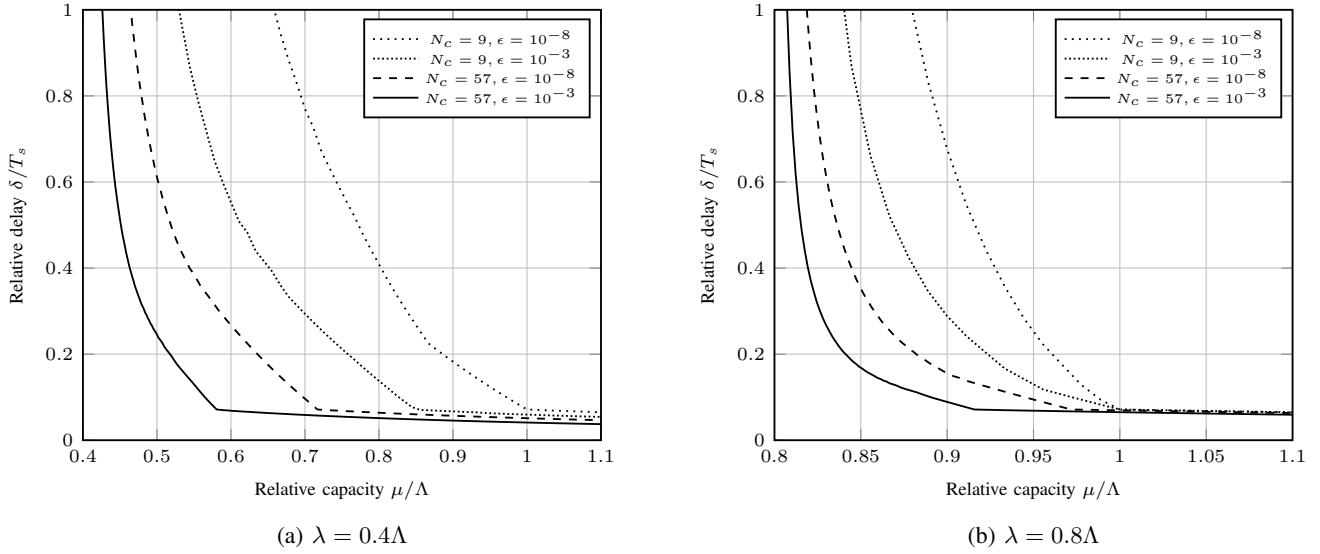 1
0.8
0.6
0.4
0.2
0
0.4 0.5 0.6 0.7 0.8 0.9 1 1.1
Relative delay δ/T_s
Relative capacity μ/Λ
N_c = 9, ϵ = 10^{−8}
N_c = 9, ϵ = 10^{−3}
N_c = 57, ϵ = 10^{−8}
N_c = 57, ϵ = 10^{−3}
(a) λ = 0.4Λ
1
0.8
0.6
0.4
0.2
0
0.8 0.85 0.9 0.95 1 1.05 1.1
Relative delay δ/T_s
Relative capacity μ/Λ
N_c = 9, ϵ = 10^{−8}
N_c = 9, ϵ = 10^{−3}
N_c = 57, ϵ = 10^{−8}
N_c = 57, ϵ = 10^{−3}
(b) λ = 0.8Λ